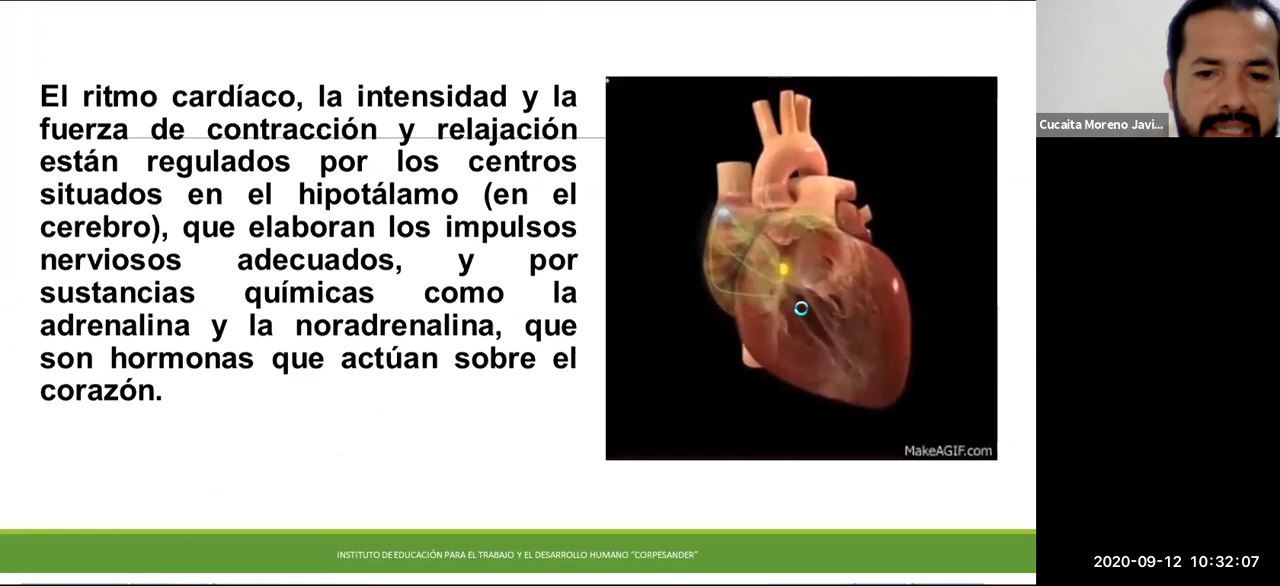 El ritmo cardíaco, la intensidad y la
fuerza de contracción y relajación
están regulados por los centros
situados en el hipotálamo (en el
cerebro), que elaboran los impulsos
nerviosos adecuados, y por
sustancias químicas como la
adrenalina y la noradrenalina, que
son hormonas que actúan sobre el
corazón.
MakeAGIF.com
INSTITUTO DE EDUCACIÓN PARA EL TRABAJO Y EL DESARROLLO HUMANO "CORPESANDER"
Cucaita Moreno Javi...
2020-09-12 10:32:07